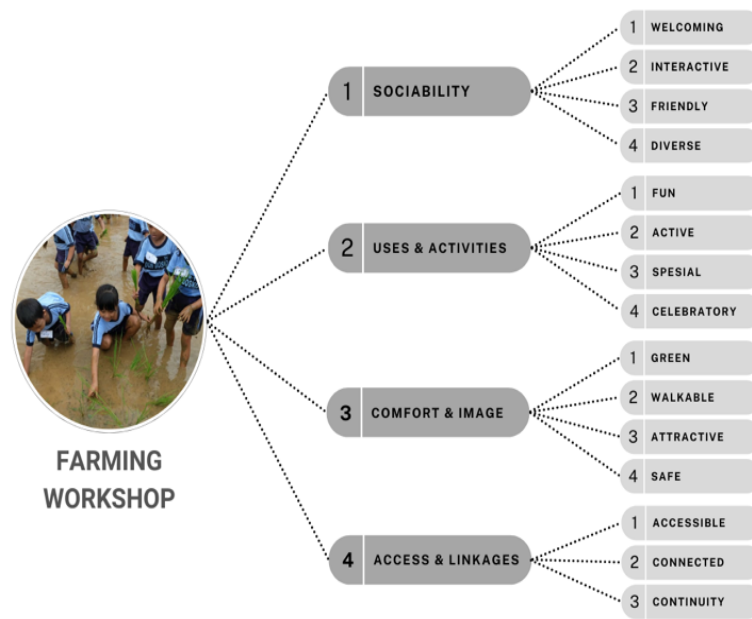 1 WELCOMING
2 INTERACTIVE
1 SOCIABILITY
3 FRIENDLY
4 DIVERSE
1 FUN
2 ACTIVE
2 USES & ACTIVITIES
3 SPESIAL
4 CELEBRATORY
1 GREEN
2 WALKABLE
3 COMFORT & IMAGE
3 ATTRACTIVE
4 SAFE
FARMING
WORKSHOP
1 ACCESSIBLE
4 ACCESS & LINKAGES
2 CONNECTED
3 CONTINUITY